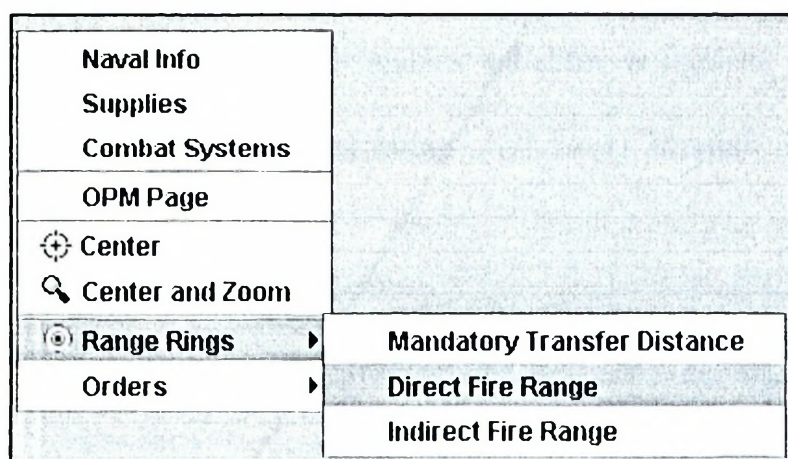 Naval Info
Supplies
Combat Systems
OPM Page
Center
Center and Zoom
Range Rings
Orders
Mandatory Transfer Distance
Direct Fire Range
Indirect Fire Range